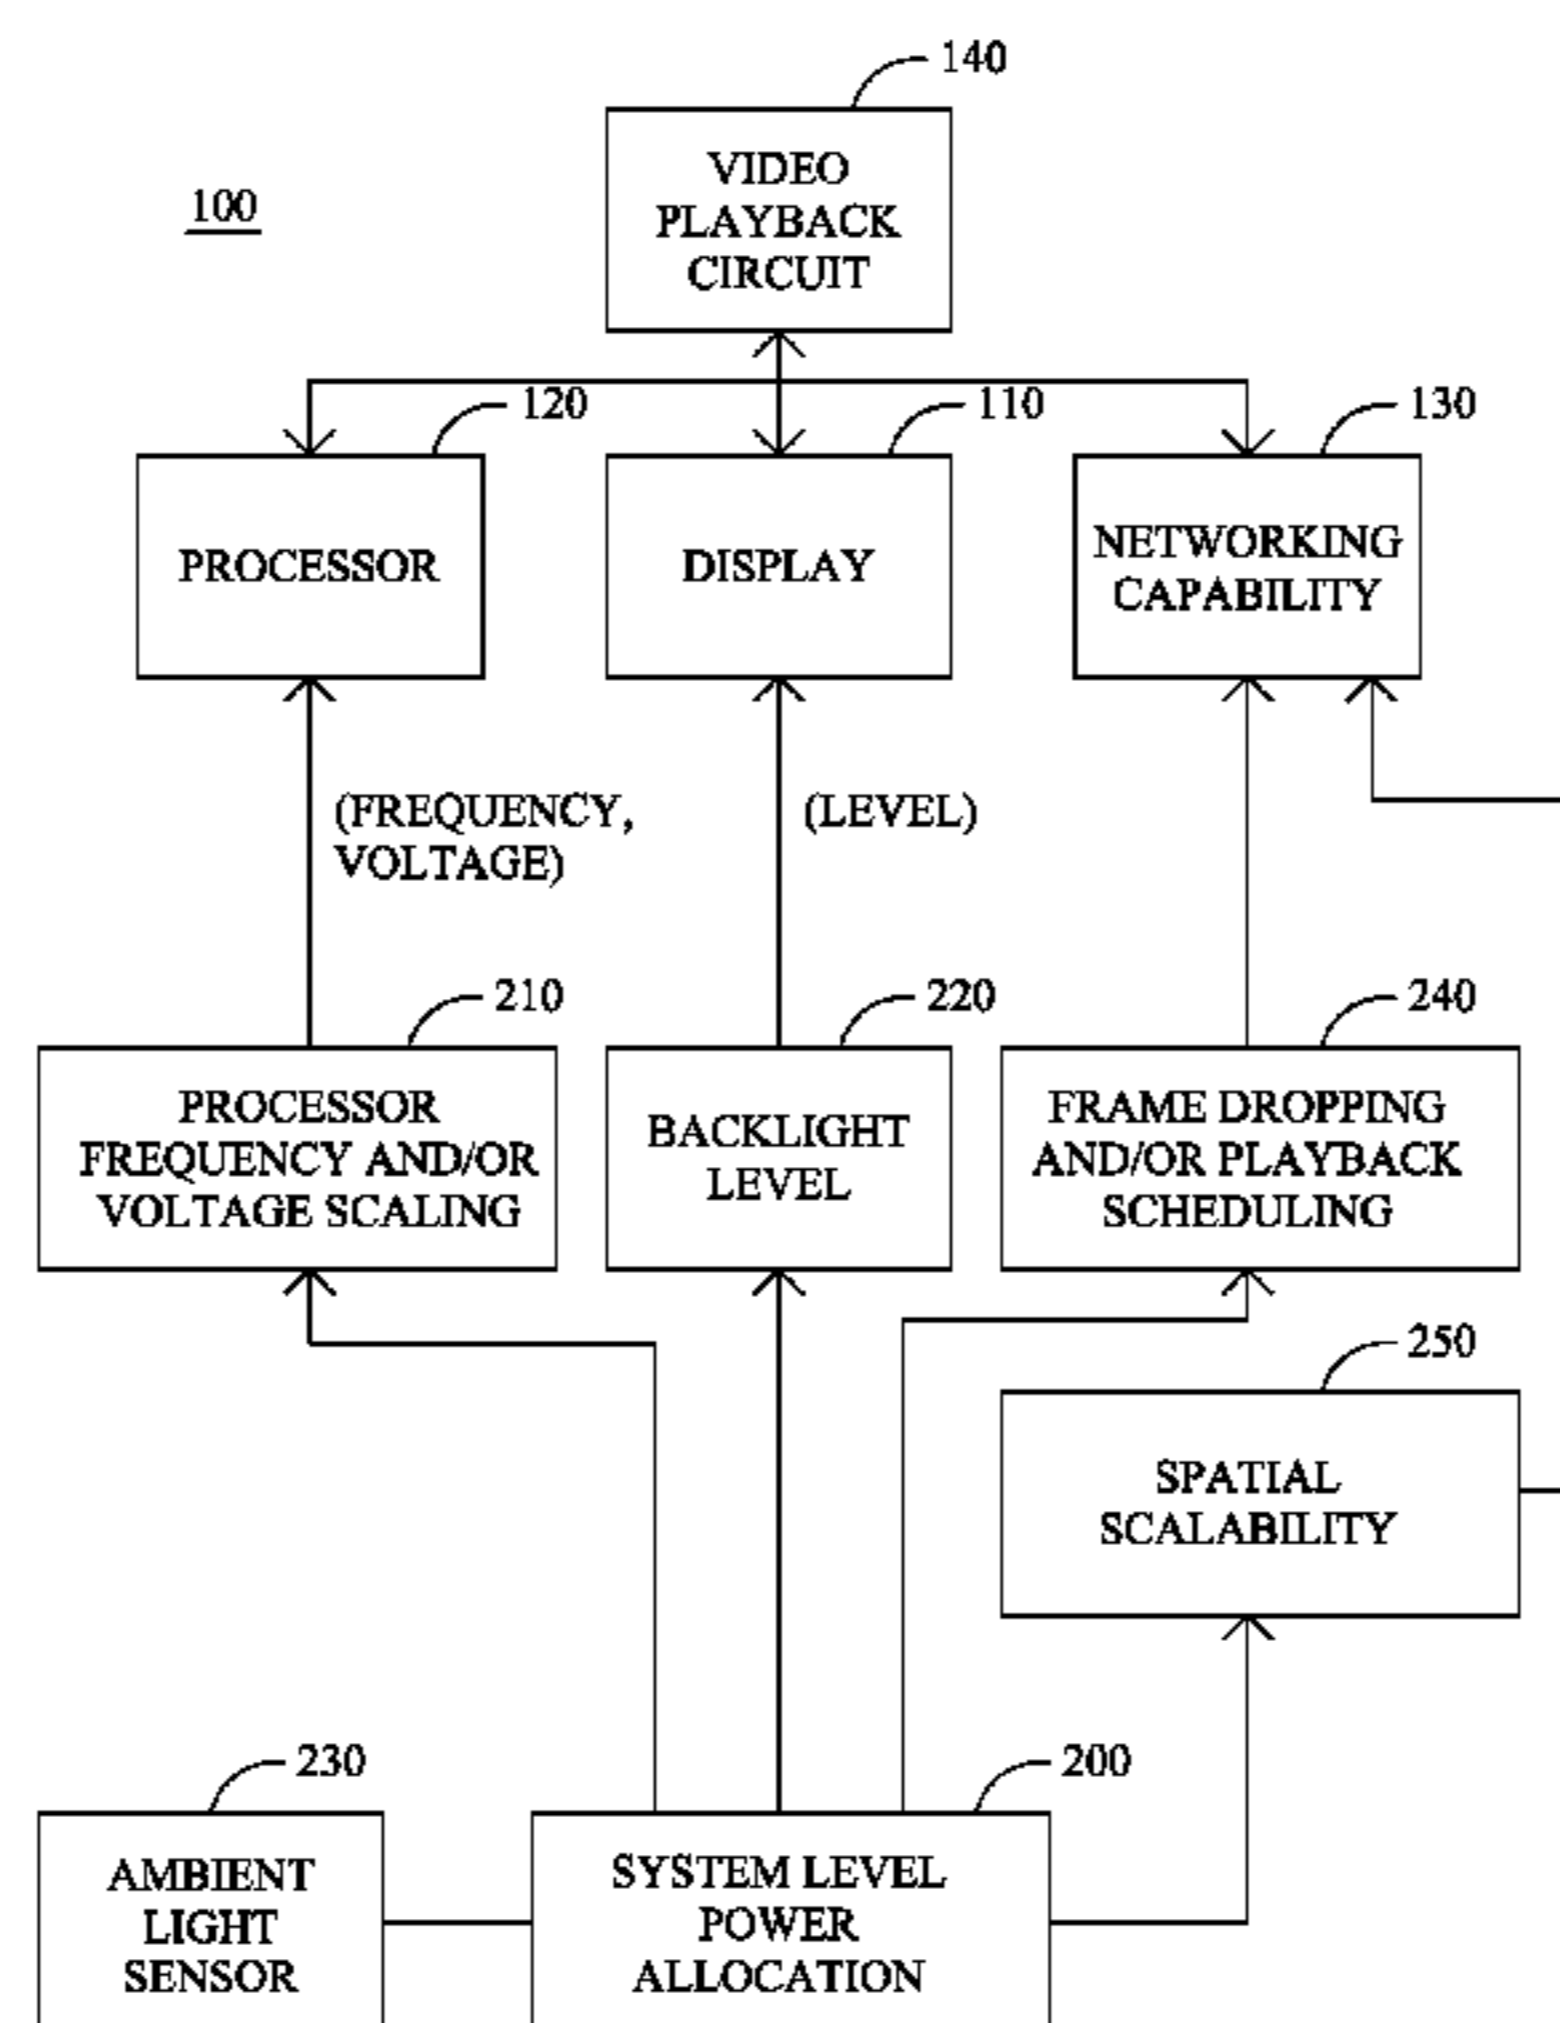 140
VIDEO
PLAYBACK
CIRCUIT
100
120
110
130
PROCESSOR
DISPLAY
NETWORKING
CAPABILITY
(FREQUENCY,
VOLTAGE)
(LEVEL)
210
220
240
PROCESSOR
FREQUENCY AND/OR
VOLTAGE SCALING
BACKLIGHT
LEVEL
FRAME DROPPING
AND/OR PLAYBACK
SCHEDULING
250
SPATIAL
SCALABILITY
230
200
AMBIENT
LIGHT
SENSOR
SYSTEM LEVEL
POWER
ALLOCATION